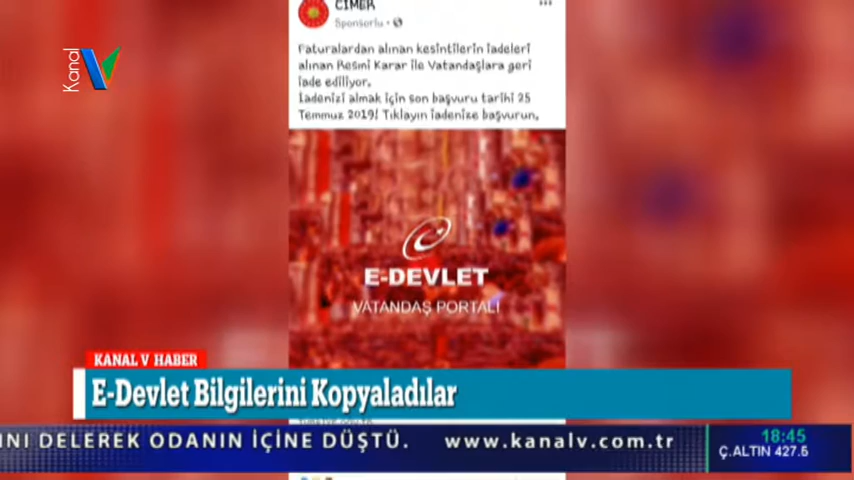 CİMER
Sponsorlu
Faturalardan alınan kesintilerin iadeleri
alınan Resmi Karar ile Vatandaşlara geri
iade ediliyor.
İadenizi almak için son başvuru tarihi 25
Temmuz 2019! Tıklayın iadenize başvurun.
Kanal V
E-DEVLET
VATANDAŞ PORTALI
KANAL V HABER
E-Devlet Bilgilerini Kopyaladılar
INI DELEREK ODANIN İÇİNE DÜŞTÜ. www.kanalv.com.tr
18:45
Ç.ALTIN 427.6